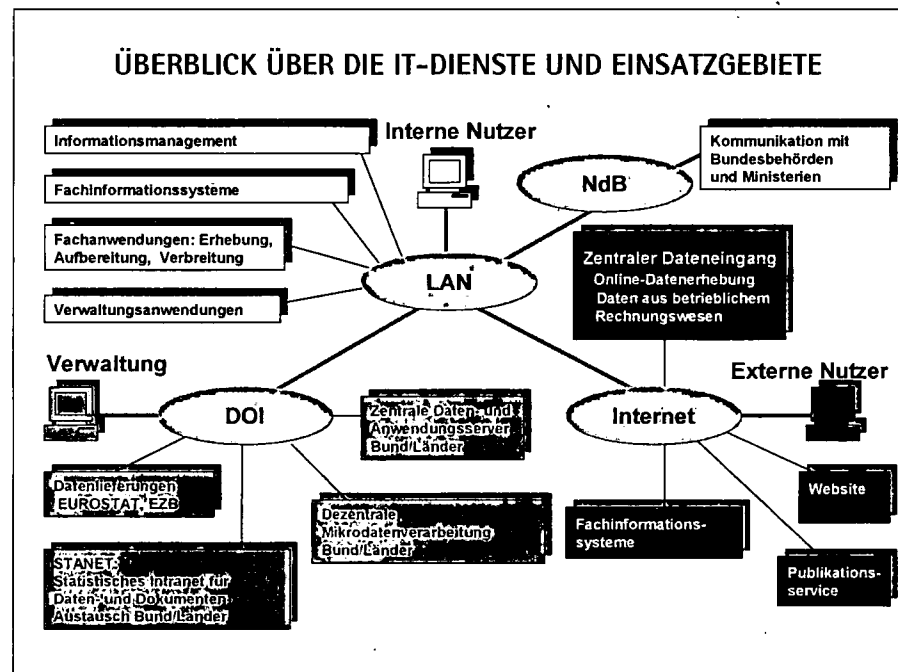 ÜBERBLICK ÜBER DIE IT-DIENSTE UND EINSATZGEBIETE
Informationsmanagement
Interne Nutzer
Kommunikation mit
Bundesbehörden
und Ministerien
NdB
Fachinformationssysteme
Fachanwendungen: Erhebung,
Aufbereitung, Verbreitung
Zentraler Dateneingang
Online-Datenerhebung
Daten aus betrieblichem
Rechnungswesen
LAN
Verwaltungsanwendungen
Verwaltung
Externe Nutzer
DOI
Zentrale Daten- und
Anwendungsserver
Bund/Länder
Internet
Datenlieferungen
EUROSTAT, EZB
Website
Dezentrale
Mikrodatenverarbeitung
Bund/Länder
Fachinformations-
systeme
STANET:
Statistisches Intranet für
Daten- und Dokumenten
Austausch Bund/Länder
Publikations-
service